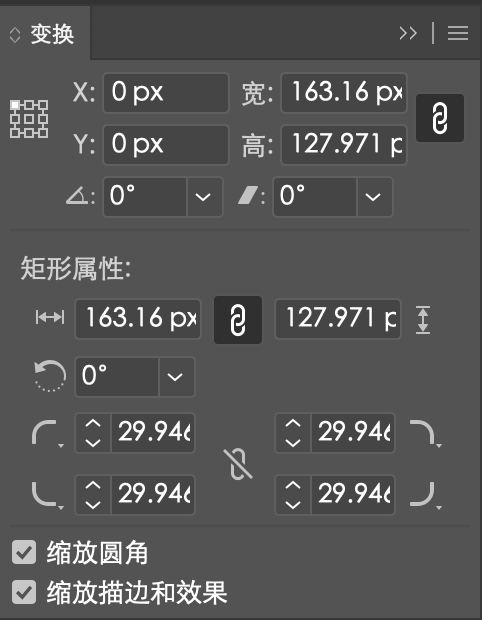 变换
X: 0 px 宽: 163.16 px
Y: 0 px 高: 127.971 p
: 0° : 0°
矩形属性:
163.16 px 127.971 p
0°
29.946 29.946
29.946 29.946
缩放圆角
缩放描边和效果